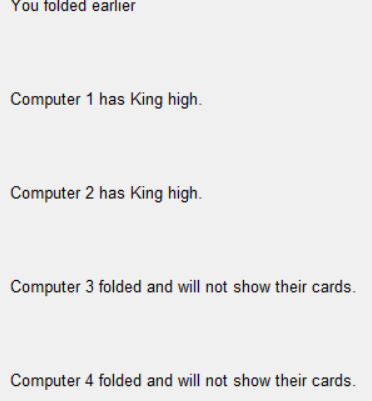 You folded earlier
Computer 1 has King high.
Computer 2 has King high.
Computer 3 folded and will not show their cards.
Computer 4 folded and will not show their cards.